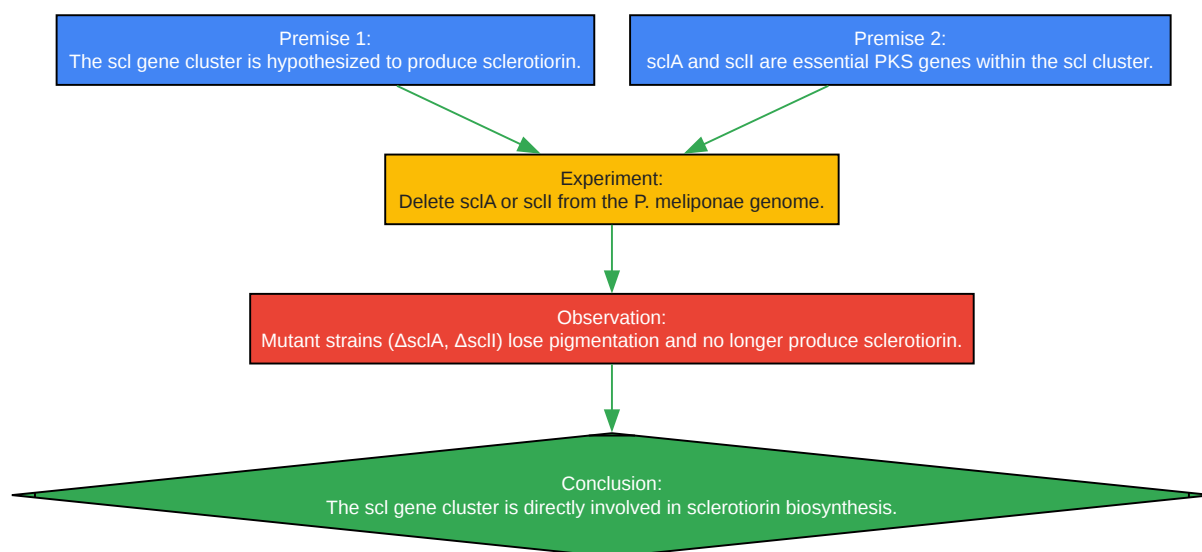 Premise 1:
The scl gene cluster is hypothesized to produce sclerotiorin.
Premise 2:
sclA and sclI are essential PKS genes within the scl cluster.
Experiment:
Delete sclA or sclI from the P. meliponae genome.
Observation:
Mutant strains (ΔsclA, ΔsclI) lose pigmentation and no longer produce sclerotiorin.
Conclusion:
The scl gene cluster is directly involved in sclerotiorin biosynthesis.